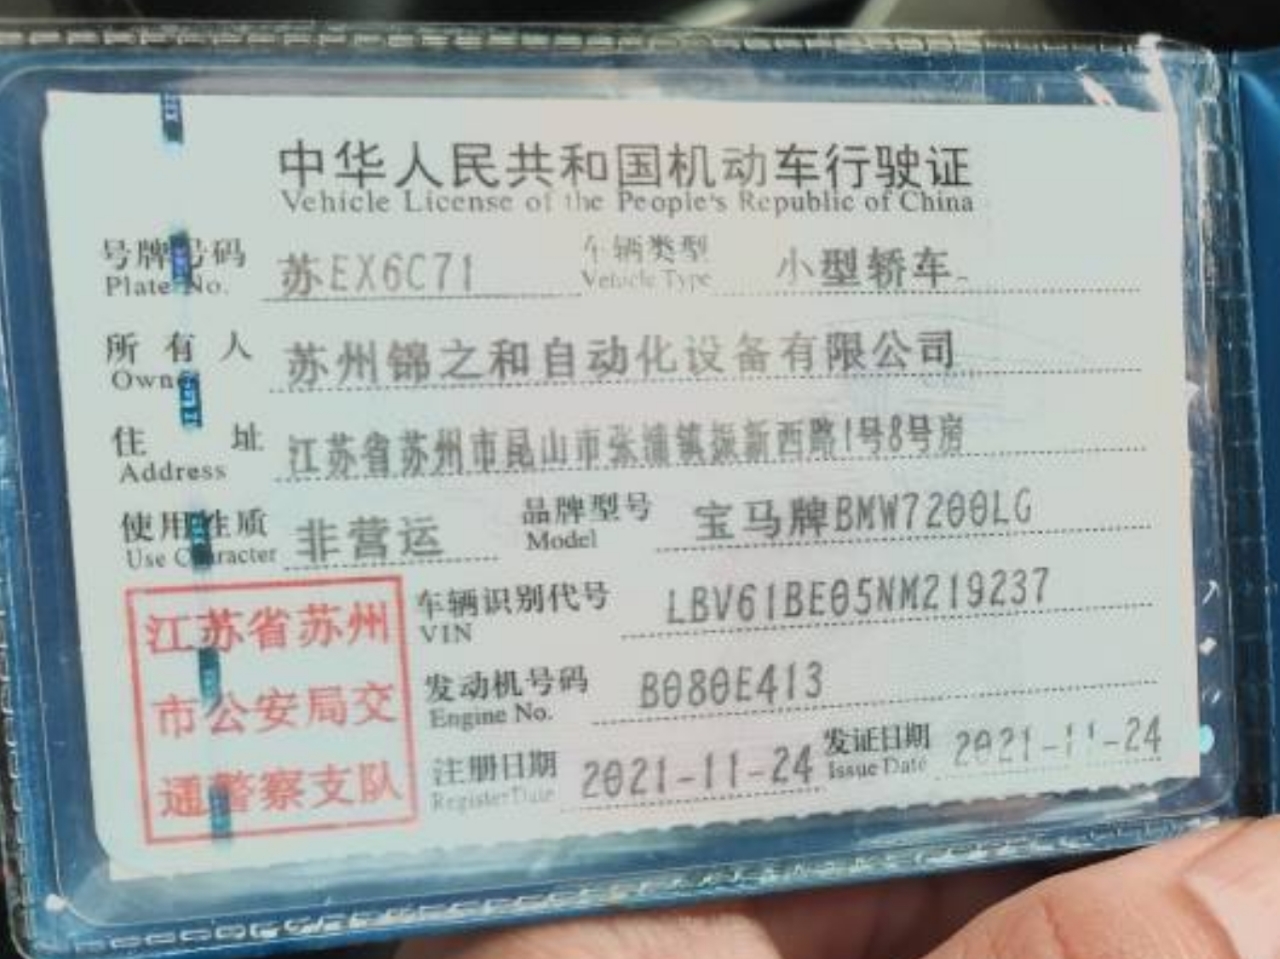 中华人民共和国机动车行驶证
Vehicle License of the People's Republic of China
号牌号码 苏EX6C71 车辆类型 小型轿车
Plate No. Vehicle Type
所有人 苏州锦之和自动化设备有限公司
Owner
住址 江苏省苏州市昆山市张浦镇振新西路1号8号房
Address
使用性质 非营运 品牌型号 宝马牌BMW7200LG
Use Character Model
江苏省苏州
市公安局交
通警察支队
车辆识别代号 LBV61BE05NM219237
VIN
发动机号码 B080E413
Engine No.
注册日期 2021-11-24 发证日期 2021-11-24
Register Date Issue Date